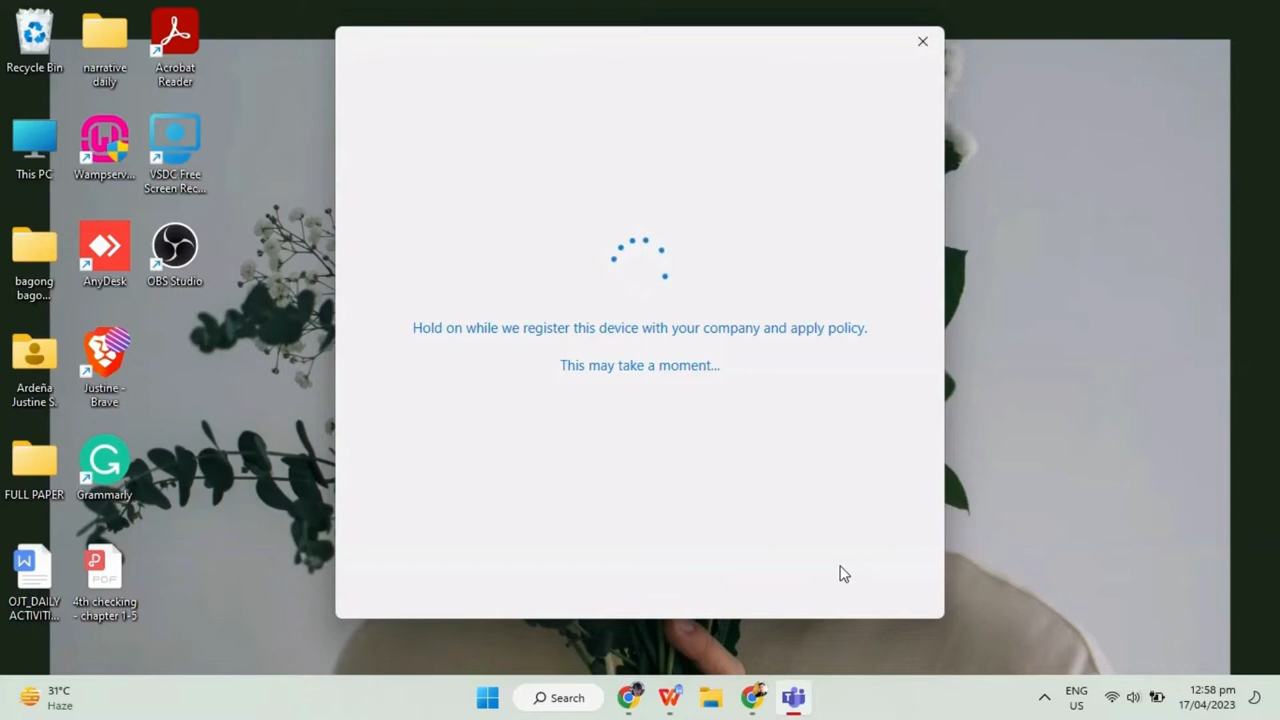 Recycle Bin
narrative
daily
Acrobat
Reader
This PC
Wampserv...
VSDC Free
Screen Rec...
bagong
bago...
AnyDesk
OBS Studio
Ardeña
Justine S.
Justine -
Brave
FULL PAPER
Grammarly
OJT_DAILY
ACTIVITI...
PDF
4th checking
- chapter 1-5
Hold on while we register this device with your company and apply policy.
This may take a moment...
31°C
Haze
Search
ENG
US
12:58 pm
17/04/2023